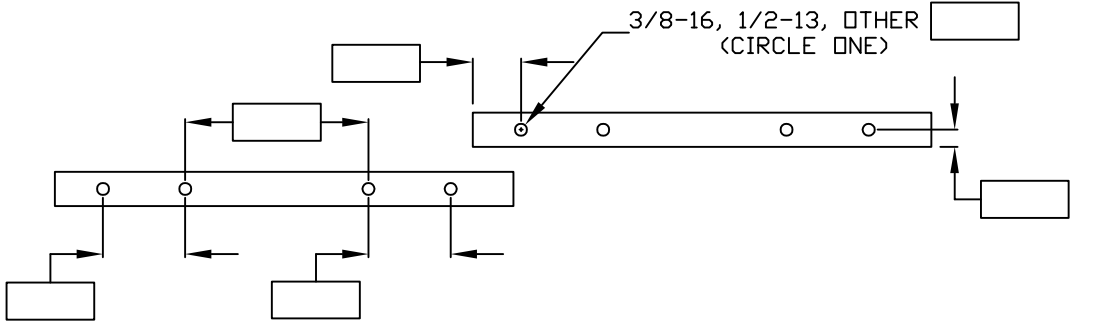 3/8-16, 1/2-13, OTHER
(CIRCLE ONE)